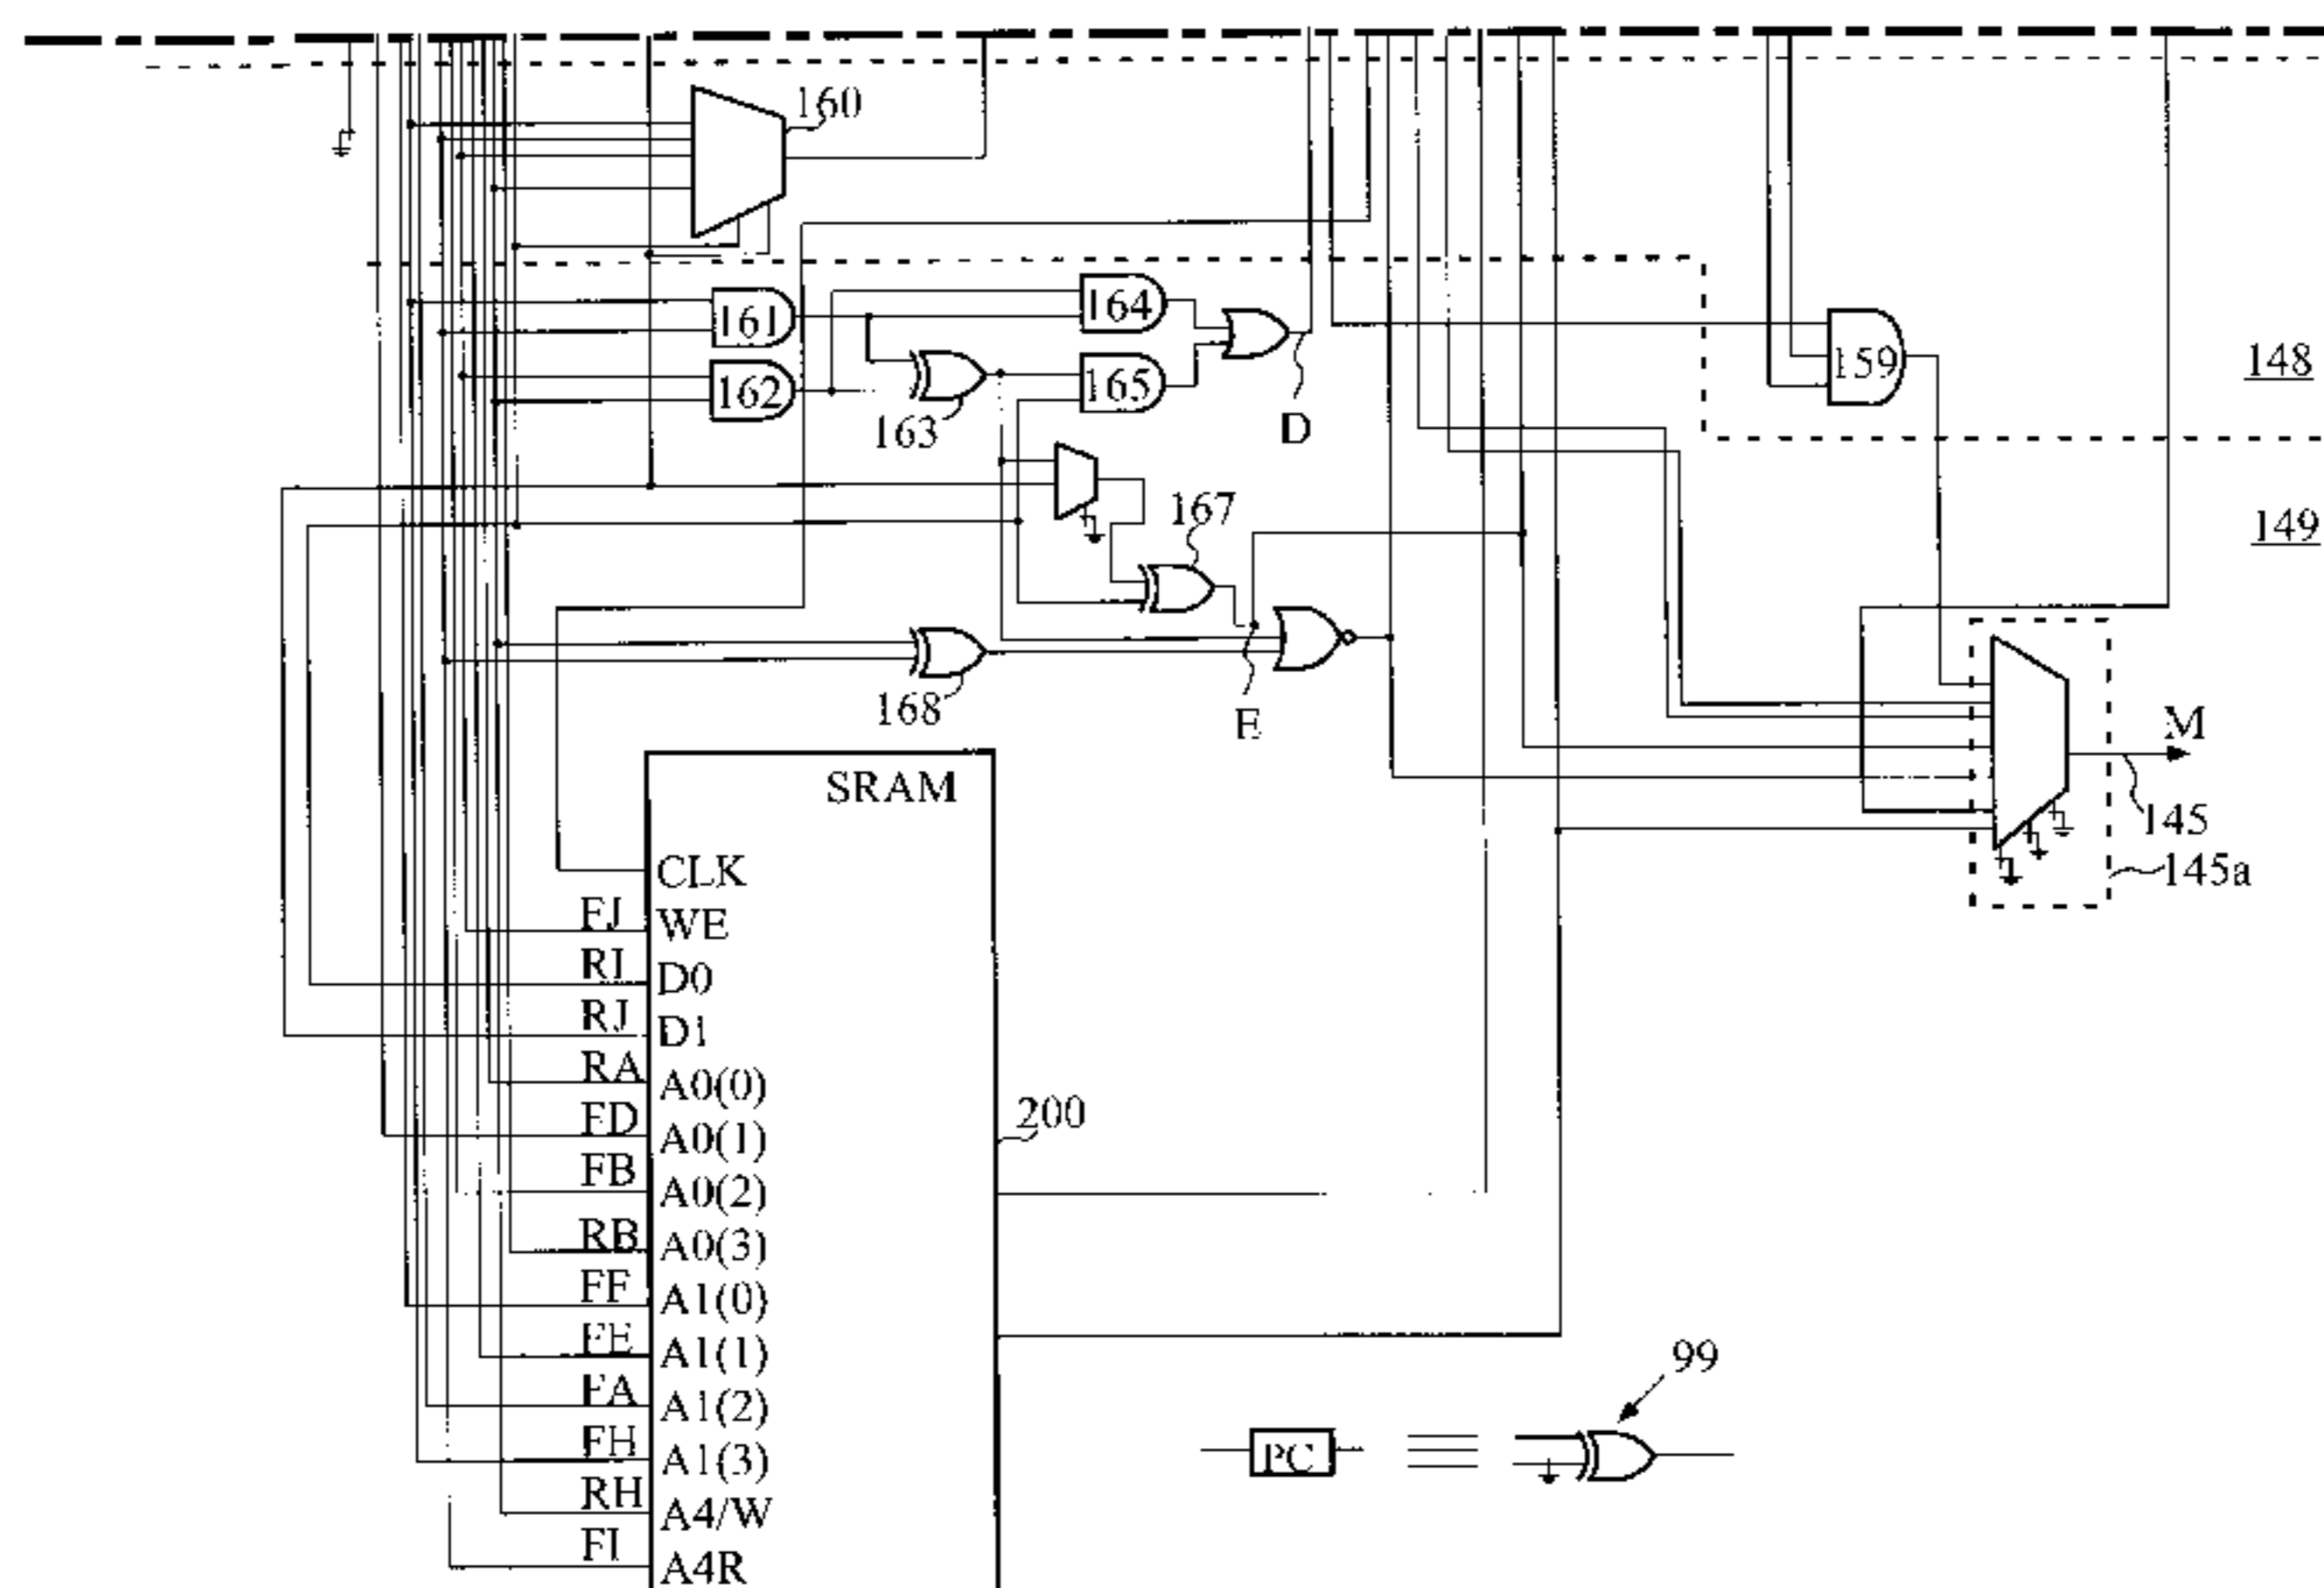 160
161
164
159
148
162
165
163
D
149
167
168
E
M
SRAM
145
145a
CLK
FJ WE
RI D0
RJ D1
RA A0(0)
FD A0(1)
200
FB A0(2)
RB A0(3)
FF A1(0)
FE A1(1)
99
FA A1(2)
FH A1(3)
PC
RH A4/W
FI A4R